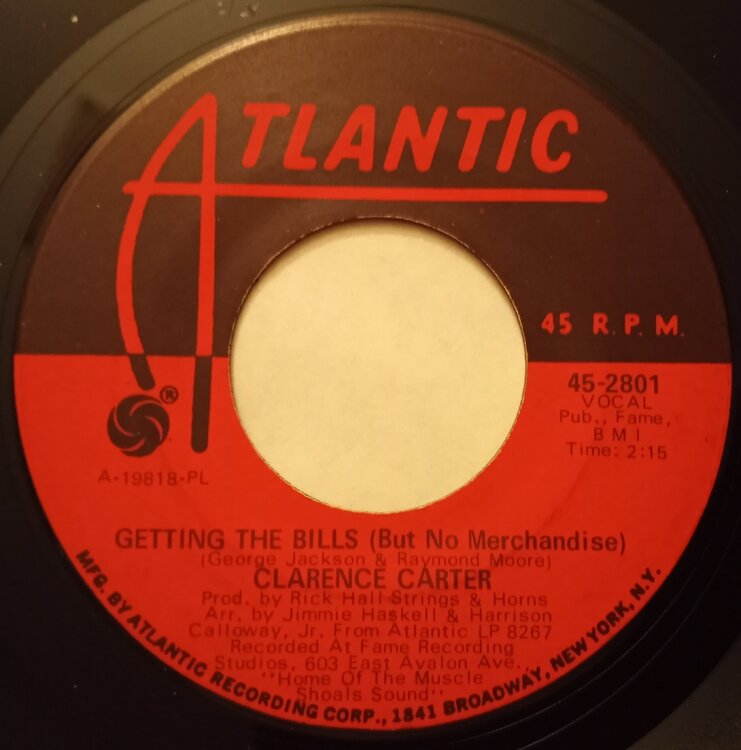 ATLANTIC
45 R.P.M.
45-2801
VOCAL
Pub., Fame,
BMI
Time: 2:15
®
A-19818-PL
GETTING THE BILLS (But No Merchandise)
(George Jackson & Raymond Moore)
CLARENCE CARTER
Prod. by Rick Hall Strings & Horns
Arr. by Jimmie Haskell & Harrison
Calloway, Jr. From Atlantic LP 8267
Recorded At Fame Recording
Studios, 603 East Avalon Ave.,
"Home Of The Muscle
Shoals Sound"
MFG. BY ATLANTIC RECORDING CORP., 1841 BROADWAY, NEW YORK, N.Y.